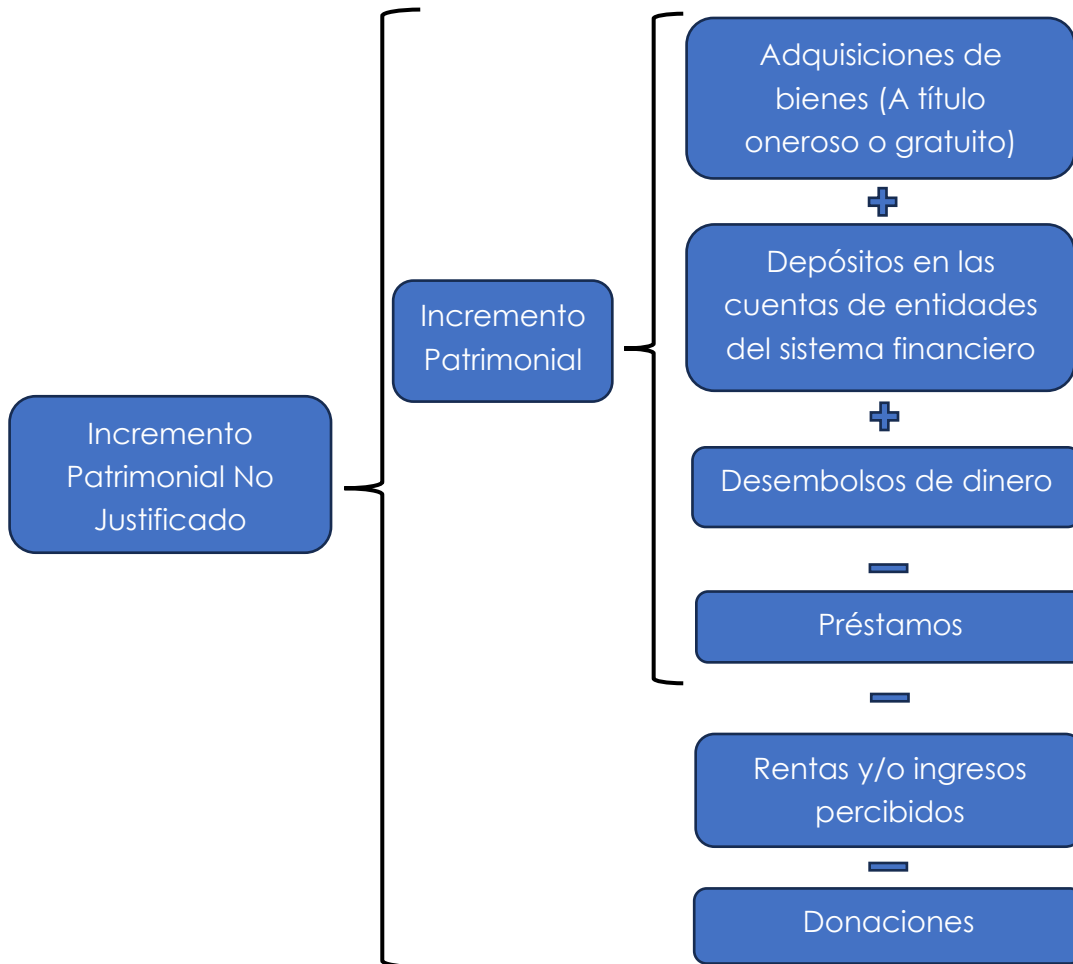 Adquisiciones de
bienes (A título
oneroso o gratuito)
+
Depósitos en las
cuentas de entidades
del sistema financiero
+
Desembolsos de dinero
−
Préstamos
−
Rentas y/o ingresos
percibidos
−
Donaciones
Incremento
Patrimonial
Incremento
Patrimonial No
Justificado